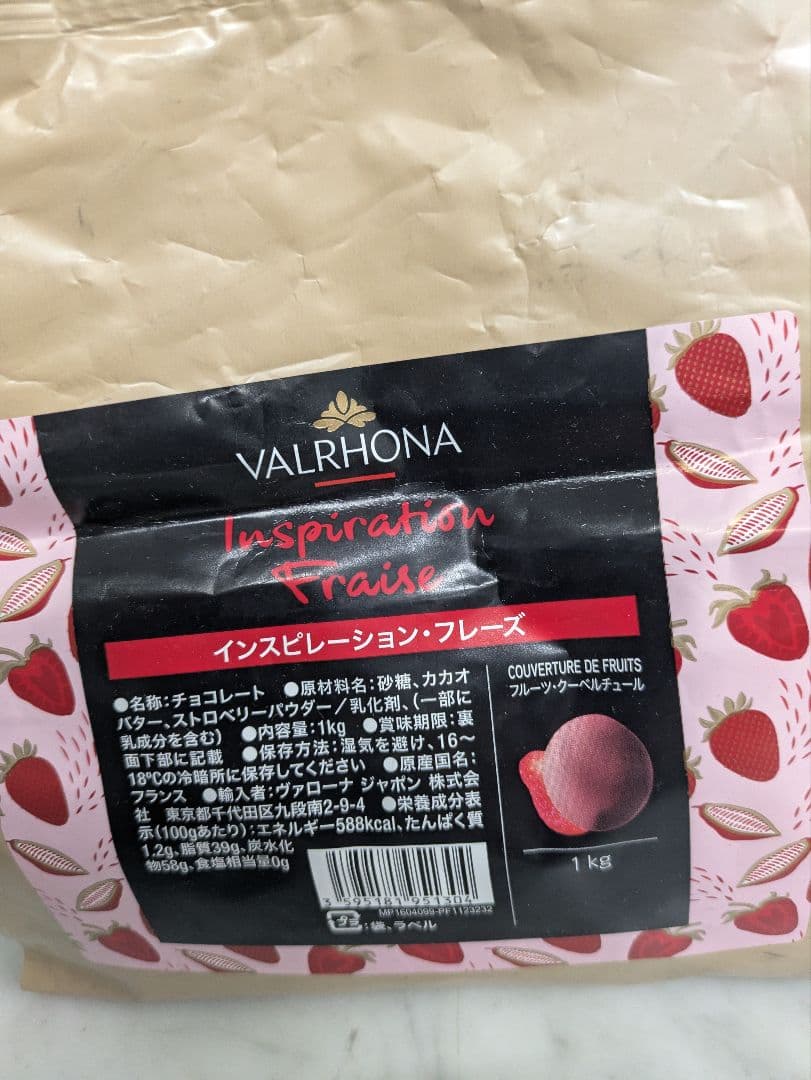 VALRHONA
Inspiration
Fraise
インスピレーション・フレーズ
●名称：チョコレート ●原材料名：砂糖、カカオ
バター、ストロベリーパウダー／乳化剤、（一部に
乳成分を含む） ●内容量：1kg ●賞味期限：裏
面下部に記載 ●保存方法：湿気を避け、16～
18℃の冷暗所に保存してください ●原産国名：
フランス ●輸入者：ヴァローナ ジャポン 株式会
社 東京都千代田区九段南2-9-4 ●栄養成分表
示（100gあたり）：エネルギー588kcal、たんぱく質
1.2g、脂質39g、炭水化
物58g、食塩相当量0g
3 595181 951304
MP1604099-PF1123232
プラ：袋、ラベル
COUVERTURE DE FRUITS
フルーツ・クーベルチュール
1 kg